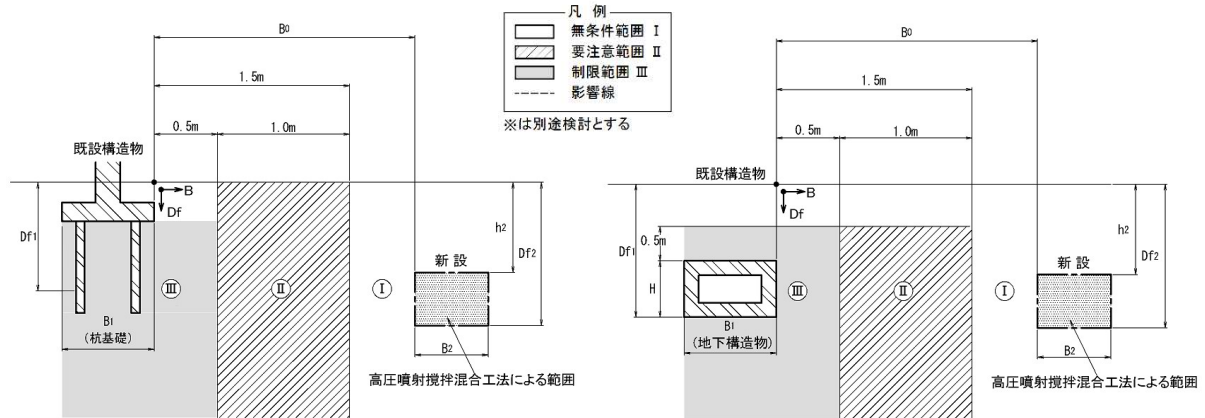 凡 例
無条件範囲 Ⅰ
要注意範囲 Ⅱ
制限範囲 Ⅲ
影響線
※は別途検討とする
B0
1.5m
0.5m
1.0m
既設構造物
B
Df
Df1
h2
Df2
新 設
Ⅲ
Ⅱ
Ⅰ
B1
(杭基礎)
B2
高圧噴射撹拌混合工法による範囲
B0
1.5m
0.5m
1.0m
既設構造物
B
Df
h2
Df1
0.5m
Df2
新 設
H
Ⅲ
Ⅱ
Ⅰ
B1
(地下構造物)
B2
高圧噴射撹拌混合工法による範囲